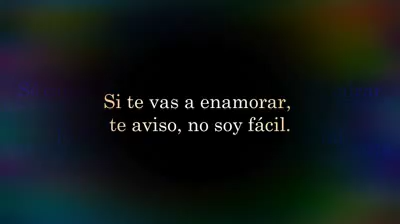 Si te vas a enamorar,
te aviso, no soy fácil.